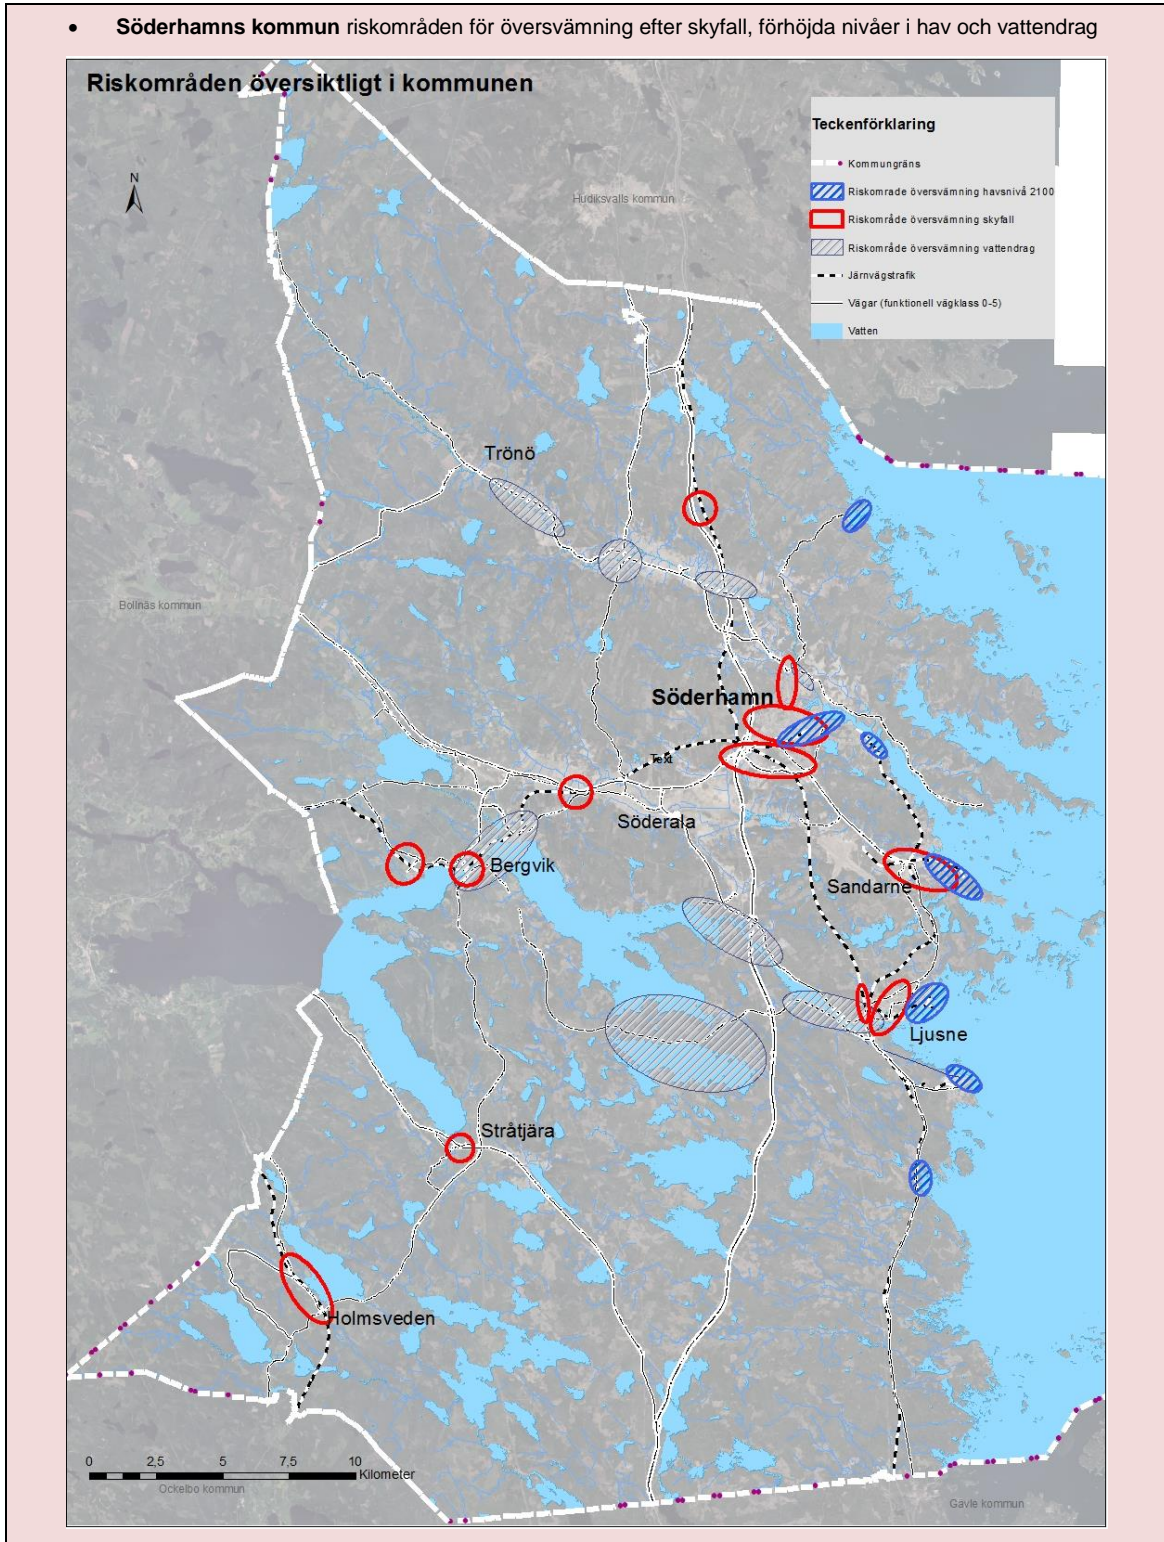 • Söderhamns kommun riskområden för översvämning efter skyfall, förhöjda nivåer i hav och vattendrag
Riskområden översiktligt i kommunen
Teckenförklaring
Kommungräns
Riskomrade översvämning havsnivå 2100
Riskområde översvämning skyfall
Riskområde översvämning vattendrag
Järnvägstrafik
Vägar (funktionell vägklass 0-5)
Vatten
N
Hudiksvalls kommun
Trönö
Bollnäs kommun
Söderhamn
Text
Söderala
Bergvik
Sandarne
Ljusne
Stråtjära
Holmsveden
0 2,5 5 7,5 10
Kilometer
Ockelbo kommun
Gävle kommun